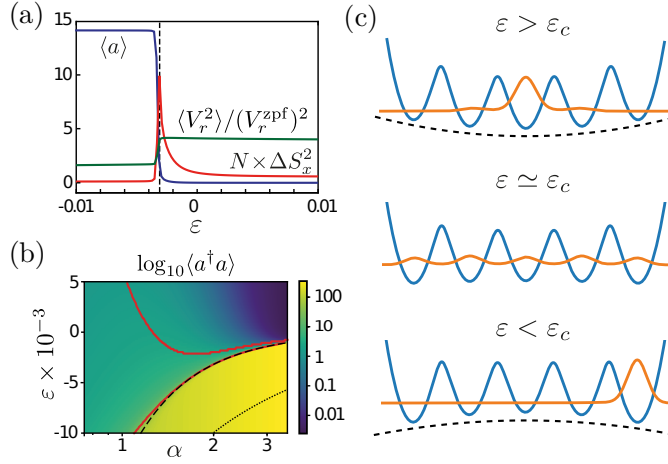 (a)
15
10
5
0
⟨a⟩
⟨V_r^2⟩/(V_r^zpf)^2
N × ΔS_x^2
-0.01
0
0.01
ε
(b)
log_10⟨a^†a⟩
5
0
-5
-10
ε × 10^-3
1
2
3
α
100
10
1
0.1
0.01
(c)
ε > ε_c
ε ≃ ε_c
ε < ε_c